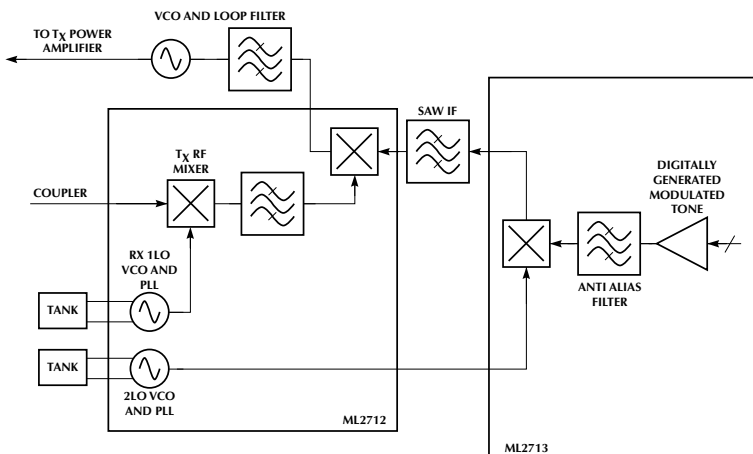 VCO AND LOOP FILTER
TO TX POWER
AMPLIFIER
SAW IF
TX RF
MIXER
DIGITALLY
GENERATED
MODULATED
TONE
COUPLER
RX 1LO
VCO AND
PLL
ANTI ALIAS
FILTER
TANK
TANK
2LO VCO
AND PLL
ML2712
ML2713